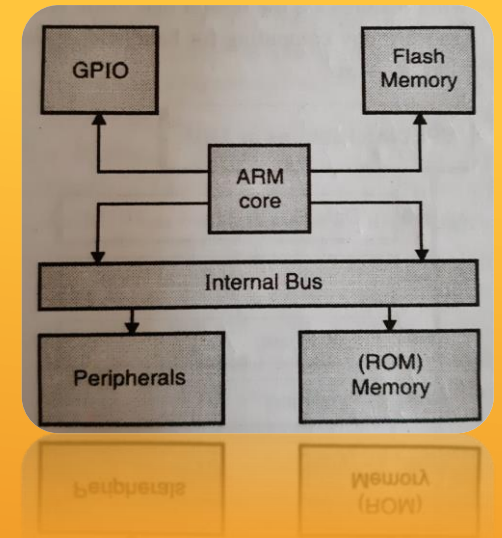 GPIO
Flash
Memory
ARM
core
Internal Bus
Peripherals
(ROM)
Memory